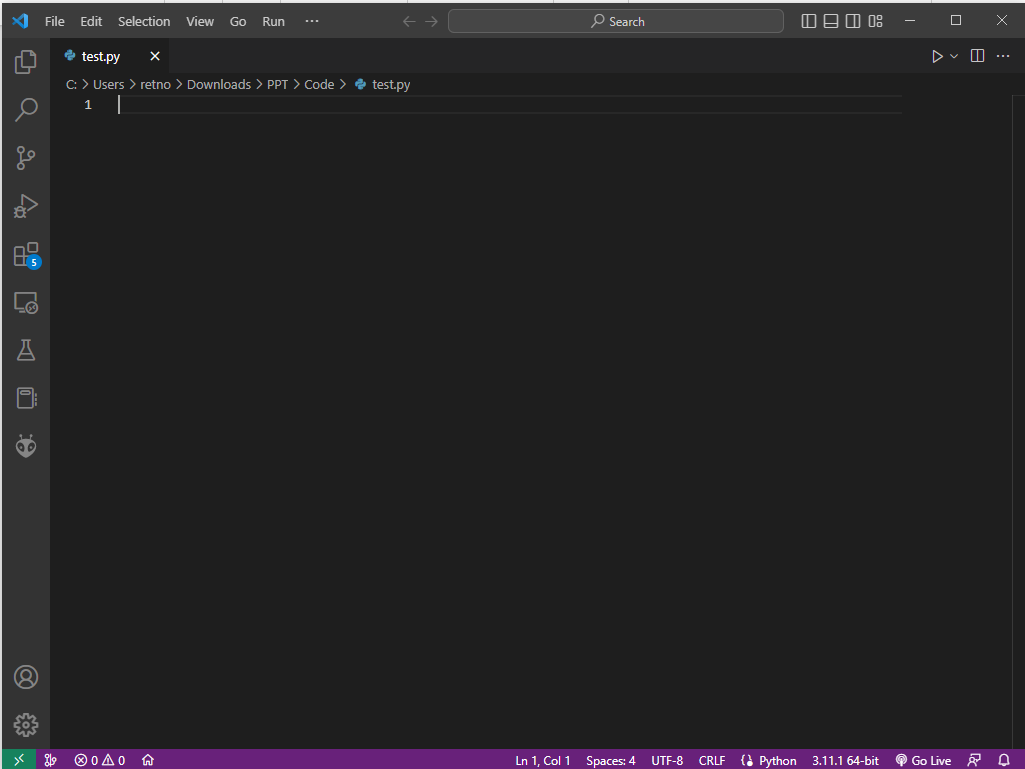 File Edit Selection View Go Run ··· Search
test.py
C: > Users > retno > Downloads > PPT > Code > test.py
1
5
0 0 Ln 1, Col 1 Spaces: 4 UTF-8 CRLF Python 3.11.1 64-bit Go Live